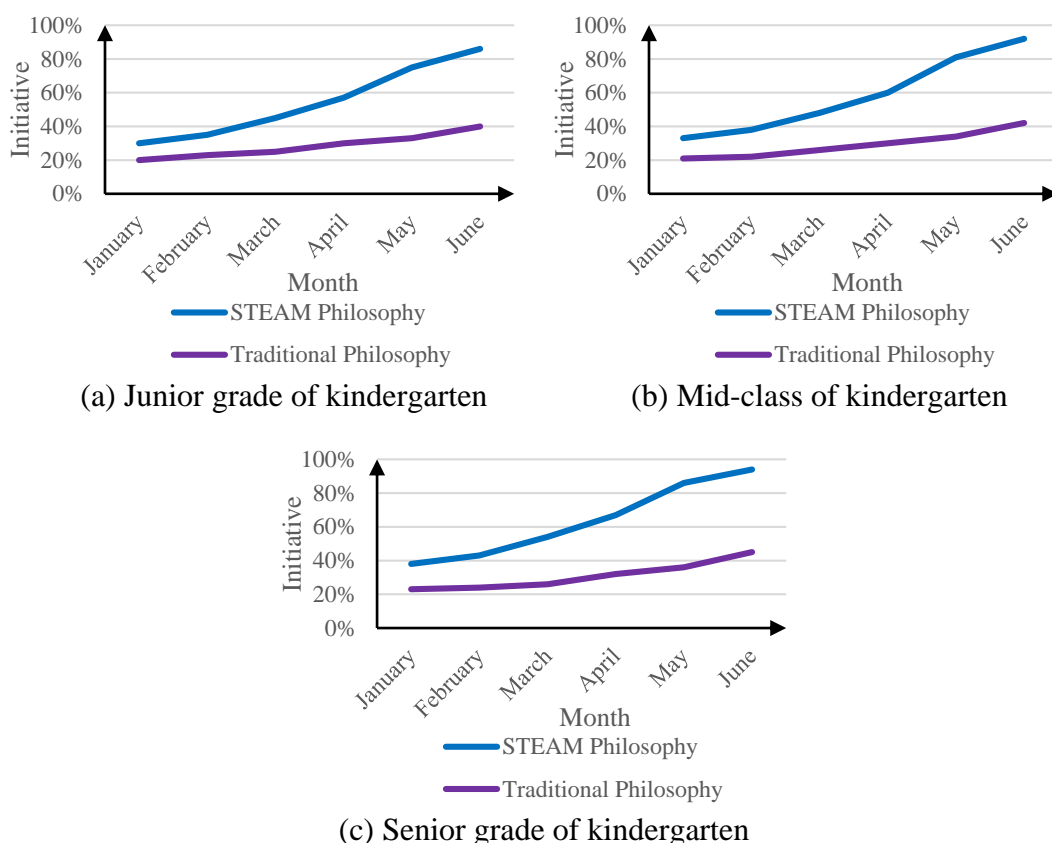 100%
80%
60%
40%
20%
0%
Initiative
January
February
March
April
May
June
Month
STEAM Philosophy
Traditional Philosophy
(a) Junior grade of kindergarten
100%
80%
60%
40%
20%
0%
Initiative
January
February
March
April
May
June
Month
STEAM Philosophy
Traditional Philosophy
(b) Mid-class of kindergarten
100%
80%
60%
40%
20%
0%
Initiative
January
February
March
April
May
June
Month
STEAM Philosophy
Traditional Philosophy
(c) Senior grade of kindergarten